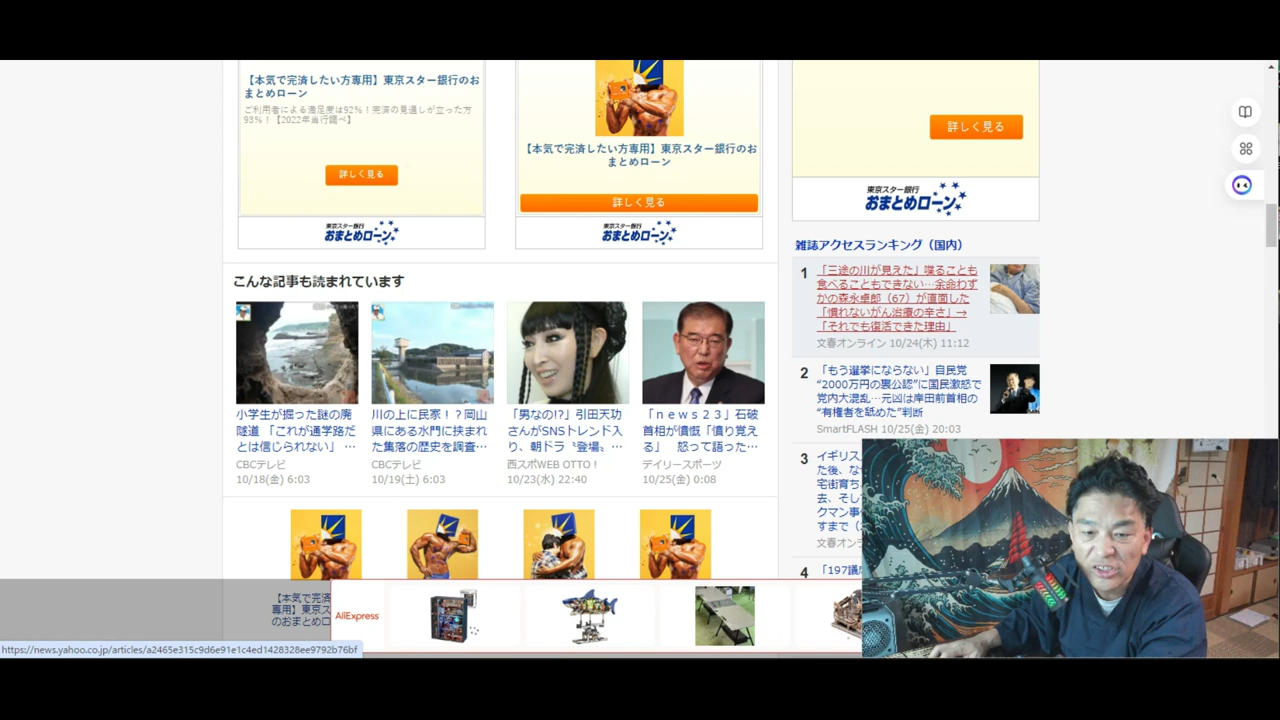 【本気で完済したい方専用】東京スター銀行のお
まとめローン
ご利用者による満足度は92%！完済の見通しが立った方
93%！【2022年当行調べ】
詳しく見る
東京スター銀行
おまとめローン
【本気で完済したい方専用】東京スター銀行のお
まとめローン
詳しく見る
東京スター銀行
おまとめローン
詳しく見る
東京スター銀行
おまとめローン
こんな記事も読まれています
小学生が掘った謎の廃
隧道 「これが通学路だ
とは信じられない」 …
CBCテレビ
10/18(金) 6:03
川の上に民家！？岡山
県にある水門に挟まれ
た集落の歴史を調査…
CBCテレビ
10/19(土) 6:03
「男なの!?」引田天功
さんがSNSトレンド入
り、朝ドラ〝登場〟…
西スポWEB OTTO！
10/23(水) 22:40
「ｎｅｗｓ２３」石破
首相が憤慨「憤り覚え
る」 怒って語った…
デイリースポーツ
10/25(金) 0:08
雑誌アクセスランキング（国内）
1
「三途の川が見えた」喋ることも
食べることもできない…余命わず
かの森永卓郎（67）が直面した
「慣れないがん治療の辛さ」→
「それでも復活できた理由」
文春オンライン 10/24(木) 11:12
2
「もう選挙にならない」自民党
“2000万円の裏公認”に国民激怒で
党内大混乱…元凶は岸田前首相の
“有権者を舐めた”判断
SmartFLASH 10/25(金) 20:03
3
イギリス
た後、な
宅街育ち
去、そし
クマン事
すまで（
文春オン
4
「197議
【本気で完済
専用】東京ス
のおまとめロ
AliExpress
https://news.yahoo.co.jp/articles/a2465e315c9d6e91e1c4ed1428328ee9792b76bf